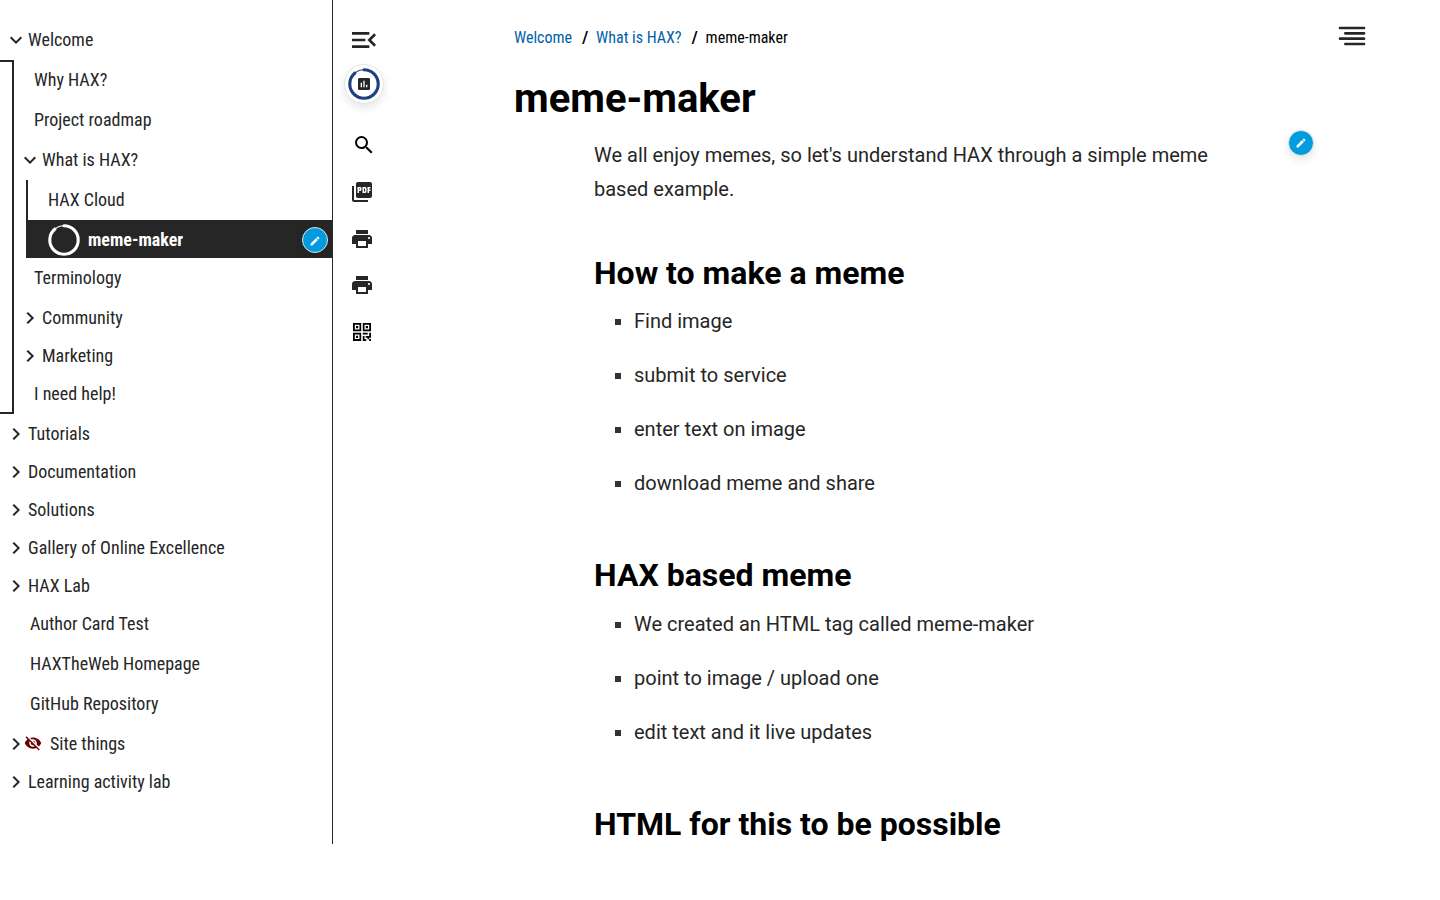 Welcome
Why HAX?
Project roadmap
What is HAX?
HAX Cloud
meme-maker
Terminology
Community
Marketing
I need help!
Tutorials
Documentation
Solutions
Gallery of Online Excellence
HAX Lab
Author Card Test
HAXTheWeb Homepage
GitHub Repository
Site things
Learning activity lab
PDF
Welcome / What is HAX? / meme-maker
meme-maker
We all enjoy memes, so let's understand HAX through a simple meme
based example.
How to make a meme
Find image
submit to service
enter text on image
download meme and share
HAX based meme
We created an HTML tag called meme-maker
point to image / upload one
edit text and it live updates
HTML for this to be possible